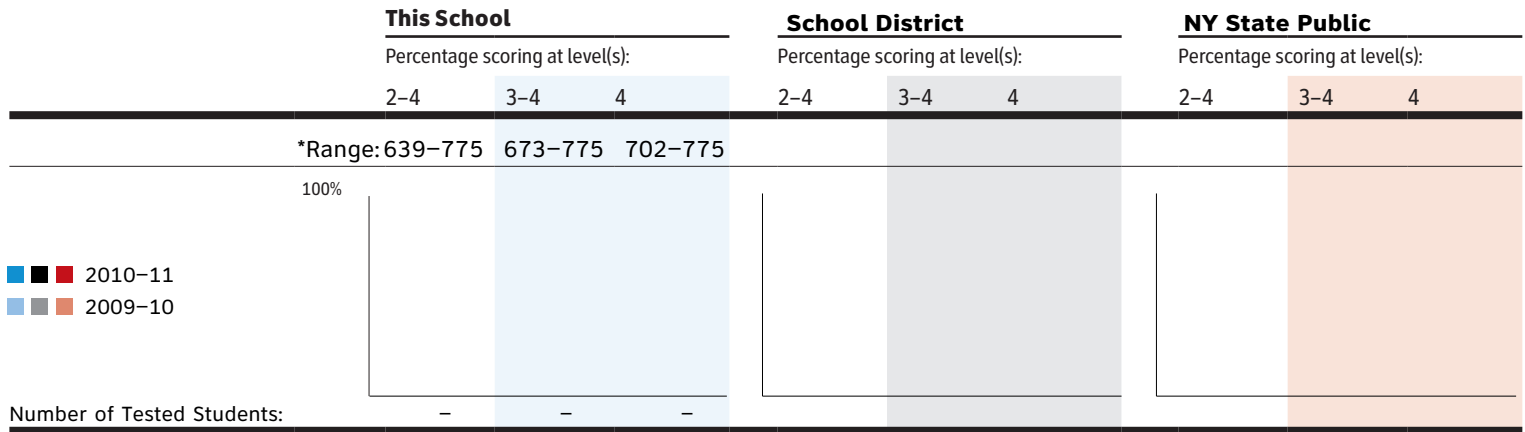 This School School District NY State Public
Percentage scoring at level(s): Percentage scoring at level(s): Percentage scoring at level(s):
2–4 3–4 4 2–4 3–4 4 2–4 3–4 4
*Range: 639–775 673–775 702–775
100%
2010–11
2009–10
Number of Tested Students: – – –